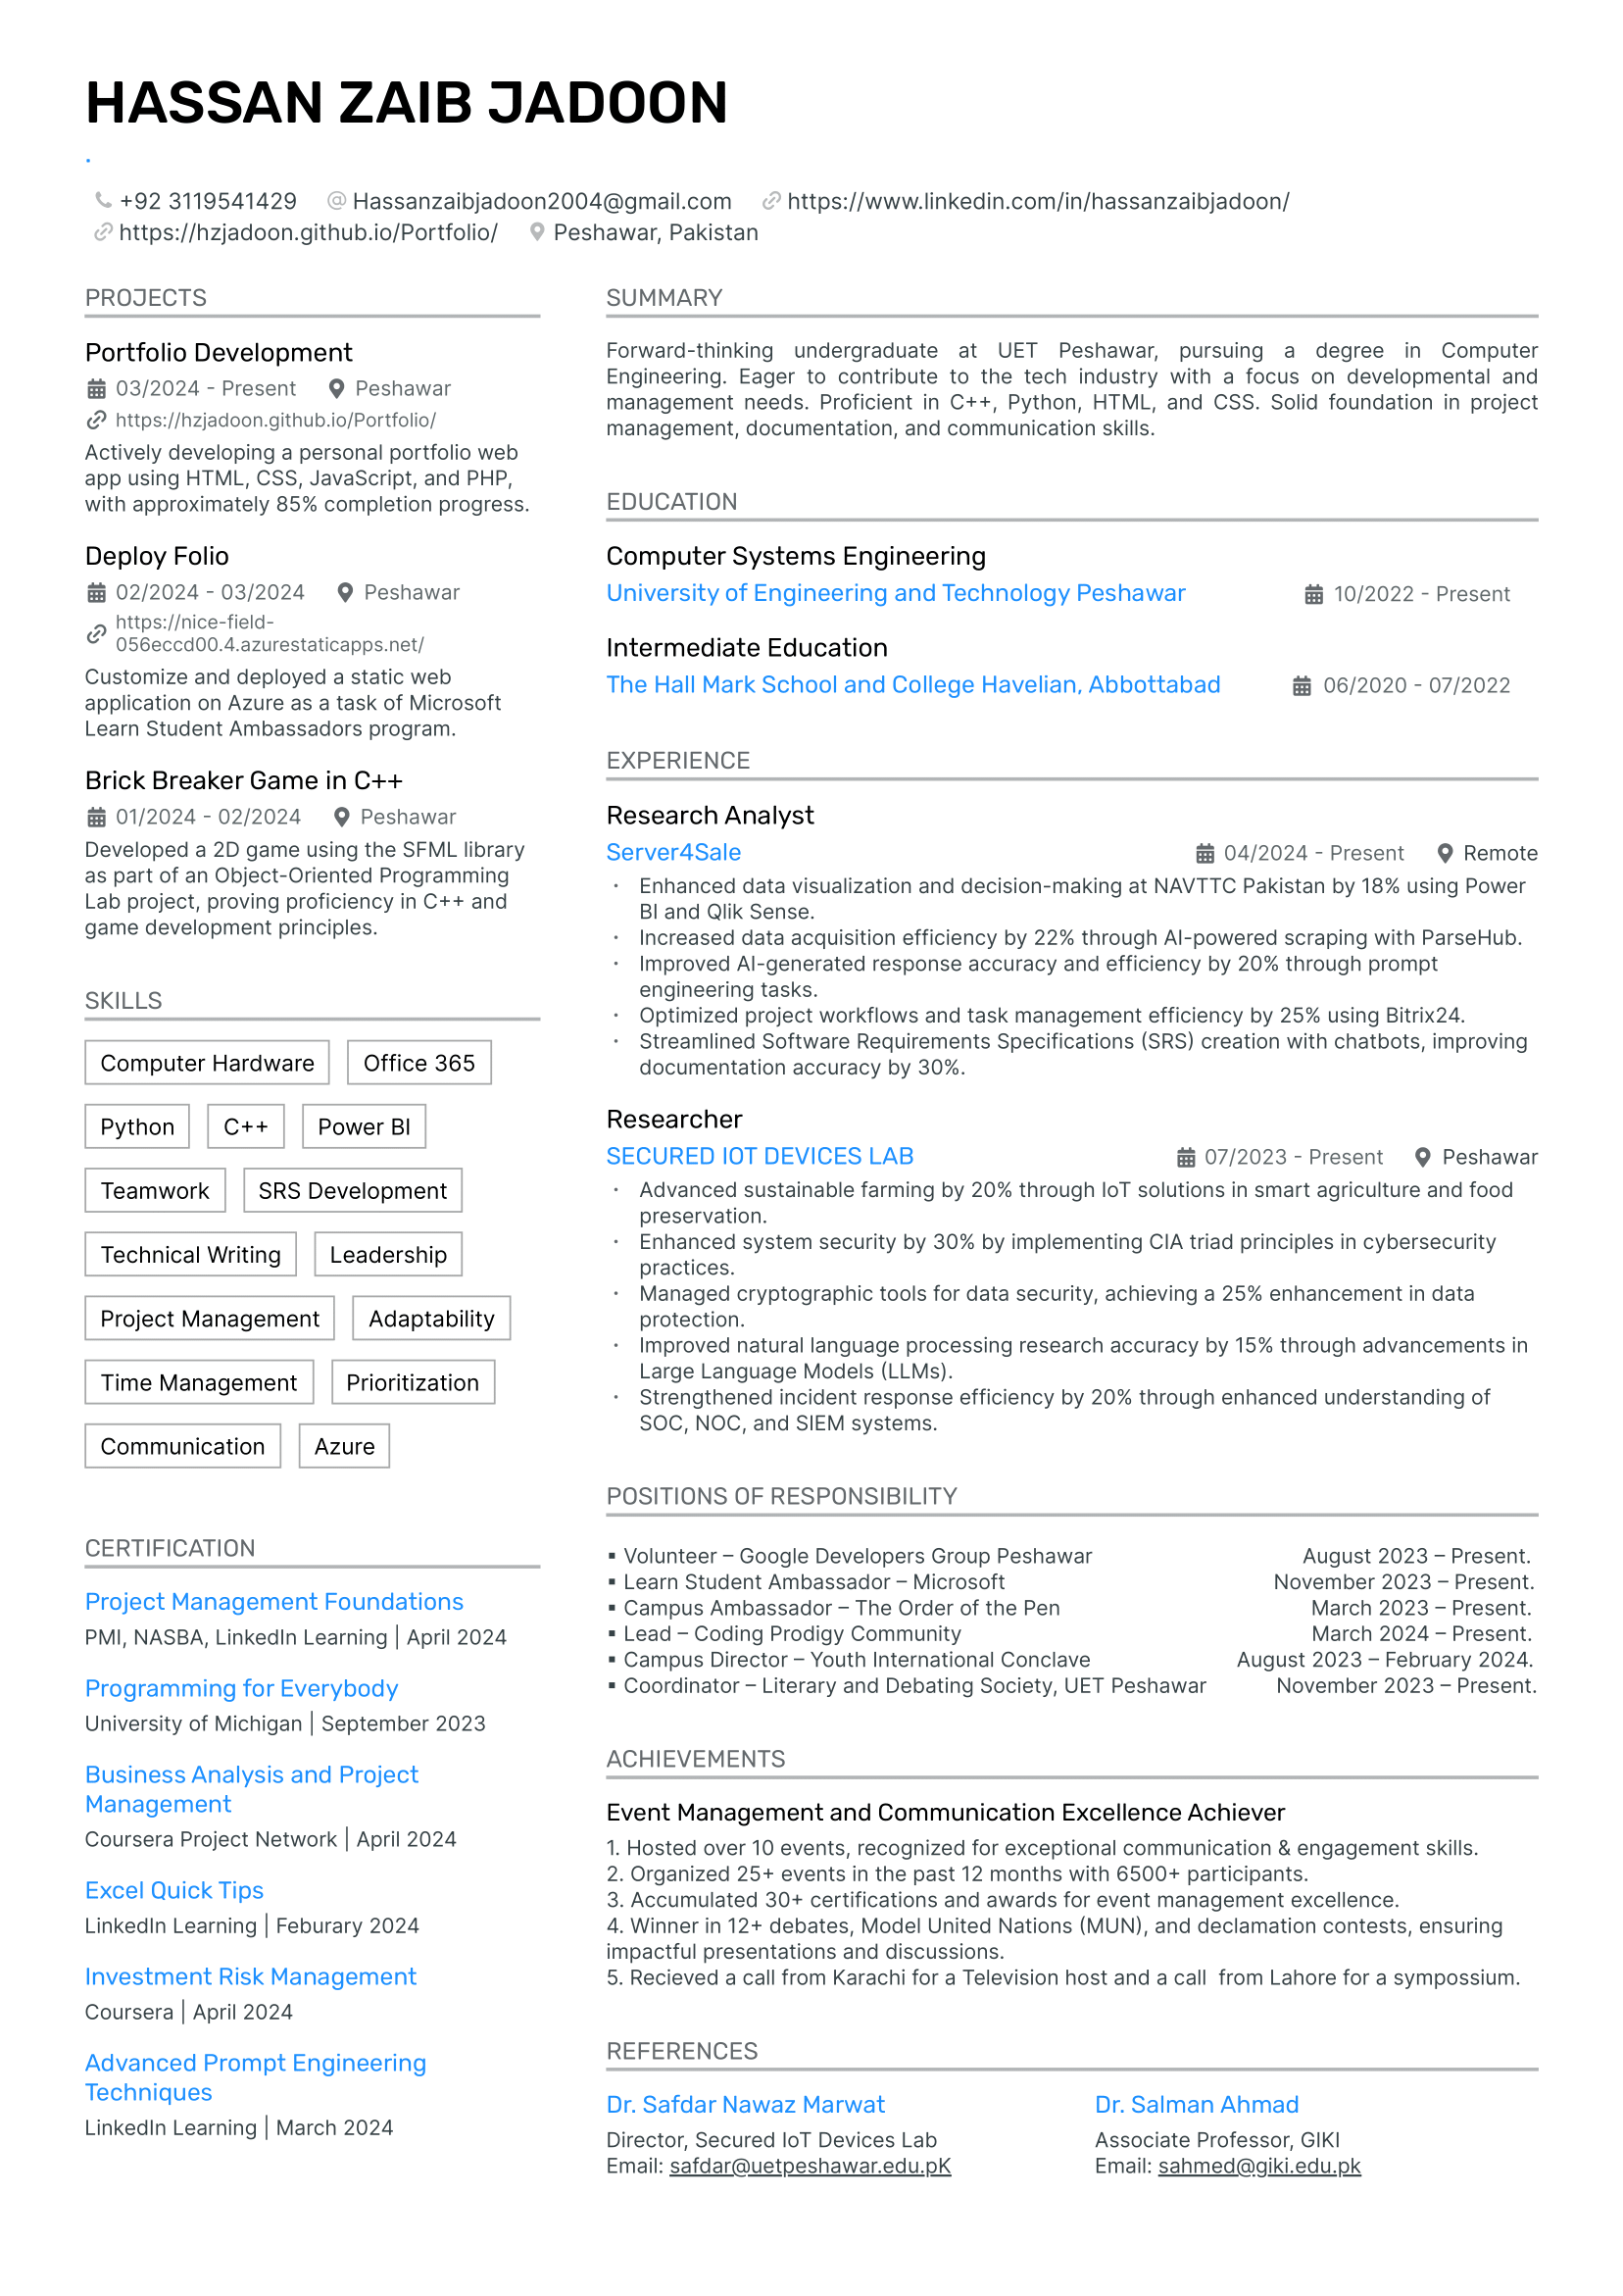 HASSAN ZAIB JADOON
.
+92 3119541429 Hassanzaibjadoon2004@gmail.com https://www.linkedin.com/in/hassanzaibjadoon/
https://hzjadoon.github.io/Portfolio/ Peshawar, Pakistan
PROJECTS
Portfolio Development
03/2024 - Present Peshawar
https://hzjadoon.github.io/Portfolio/
Actively developing a personal portfolio web
app using HTML, CSS, JavaScript, and PHP,
with approximately 85% completion progress.
Deploy Folio
02/2024 - 03/2024 Peshawar
https://nice-field-
056eccd00.4.azurestaticapps.net/
Customize and deployed a static web
application on Azure as a task of Microsoft
Learn Student Ambassadors program.
Brick Breaker Game in C++
01/2024 - 02/2024 Peshawar
Developed a 2D game using the SFML library
as part of an Object-Oriented Programming
Lab project, proving proficiency in C++ and
game development principles.
SKILLS
Computer Hardware Office 365
Python C++ Power BI
Teamwork SRS Development
Technical Writing Leadership
Project Management Adaptability
Time Management Prioritization
Communication Azure
CERTIFICATION
Project Management Foundations
PMI, NASBA, LinkedIn Learning | April 2024
Programming for Everybody
University of Michigan | September 2023
Business Analysis and Project
Management
Coursera Project Network | April 2024
Excel Quick Tips
LinkedIn Learning | Feburary 2024
Investment Risk Management
Coursera | April 2024
Advanced Prompt Engineering
Techniques
LinkedIn Learning | March 2024
SUMMARY
Forward-thinking undergraduate at UET Peshawar, pursuing a degree in Computer
Engineering. Eager to contribute to the tech industry with a focus on developmental and
management needs. Proficient in C++, Python, HTML, and CSS. Solid foundation in project
management, documentation, and communication skills.
EDUCATION
Computer Systems Engineering
University of Engineering and Technology Peshawar 10/2022 - Present
Intermediate Education
The Hall Mark School and College Havelian, Abbottabad 06/2020 - 07/2022
EXPERIENCE
Research Analyst
Server4Sale 04/2024 - Present Remote
· Enhanced data visualization and decision-making at NAVTTC Pakistan by 18% using Power
BI and Qlik Sense.
· Increased data acquisition efficiency by 22% through AI-powered scraping with ParseHub.
· Improved AI-generated response accuracy and efficiency by 20% through prompt
engineering tasks.
· Optimized project workflows and task management efficiency by 25% using Bitrix24.
· Streamlined Software Requirements Specifications (SRS) creation with chatbots, improving
documentation accuracy by 30%.
Researcher
SECURED IOT DEVICES LAB 07/2023 - Present Peshawar
· Advanced sustainable farming by 20% through IoT solutions in smart agriculture and food
preservation.
· Enhanced system security by 30% by implementing CIA triad principles in cybersecurity
practices.
· Managed cryptographic tools for data security, achieving a 25% enhancement in data
protection.
· Improved natural language processing research accuracy by 15% through advancements in
Large Language Models (LLMs).
· Strengthened incident response efficiency by 20% through enhanced understanding of
SOC, NOC, and SIEM systems.
POSITIONS OF RESPONSIBILITY
▪ Volunteer – Google Developers Group Peshawar August 2023 – Present.
▪ Learn Student Ambassador – Microsoft November 2023 – Present.
▪ Campus Ambassador – The Order of the Pen March 2023 – Present.
▪ Lead – Coding Prodigy Community March 2024 – Present.
▪ Campus Director – Youth International Conclave August 2023 – February 2024.
▪ Coordinator – Literary and Debating Society, UET Peshawar November 2023 – Present.
ACHIEVEMENTS
Event Management and Communication Excellence Achiever
1. Hosted over 10 events, recognized for exceptional communication & engagement skills.
2. Organized 25+ events in the past 12 months with 6500+ participants.
3. Accumulated 30+ certifications and awards for event management excellence.
4. Winner in 12+ debates, Model United Nations (MUN), and declamation contests, ensuring
impactful presentations and discussions.
5. Recieved a call from Karachi for a Television host and a call from Lahore for a sympossium.
REFERENCES
Dr. Safdar Nawaz Marwat
Director, Secured IoT Devices Lab
Email: safdar@uetpeshawar.edu.pK
Dr. Salman Ahmad
Associate Professor, GIKI
Email: sahmed@giki.edu.pk